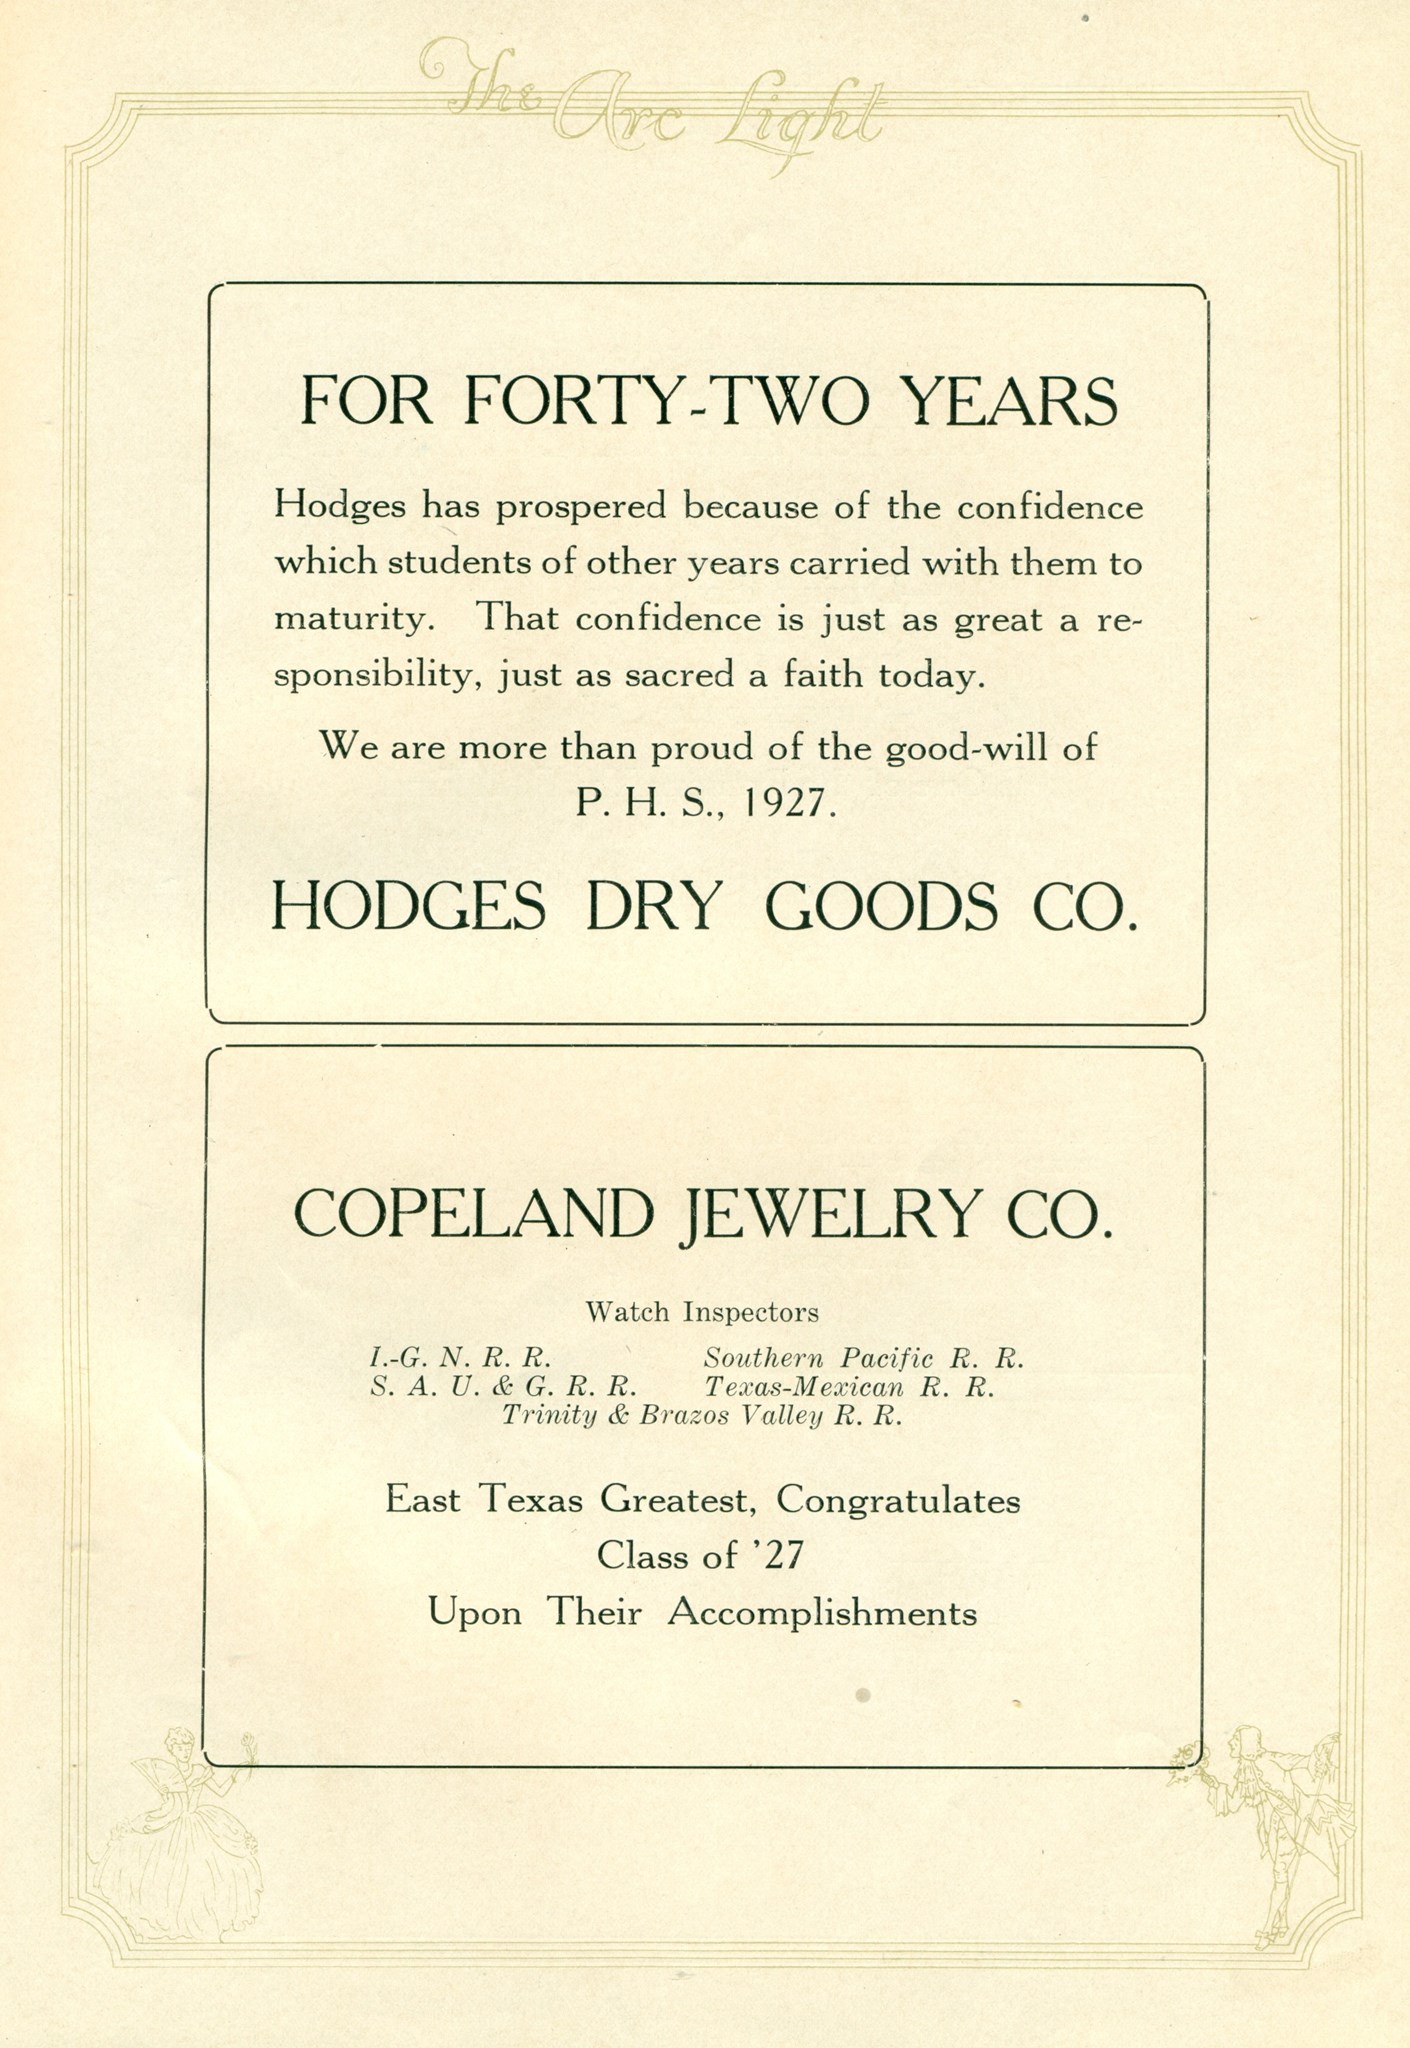 The Arc Light
FOR FORTY-TWO YEARS
Hodges has prospered because of the confidence
which students of other years carried with them to
maturity. That confidence is just as great a re-
sponsibility, just as sacred a faith today.
We are more than proud of the good-will of
P. H. S., 1927.
HODGES DRY GOODS CO.
COPELAND JEWELRY CO.
Watch Inspectors
I.-G. N. R. R. Southern Pacific R. R.
S. A. U. & G. R. R. Texas-Mexican R. R.
Trinity & Brazos Valley R. R.
East Texas Greatest, Congratulates
Class of '27
Upon Their Accomplishments